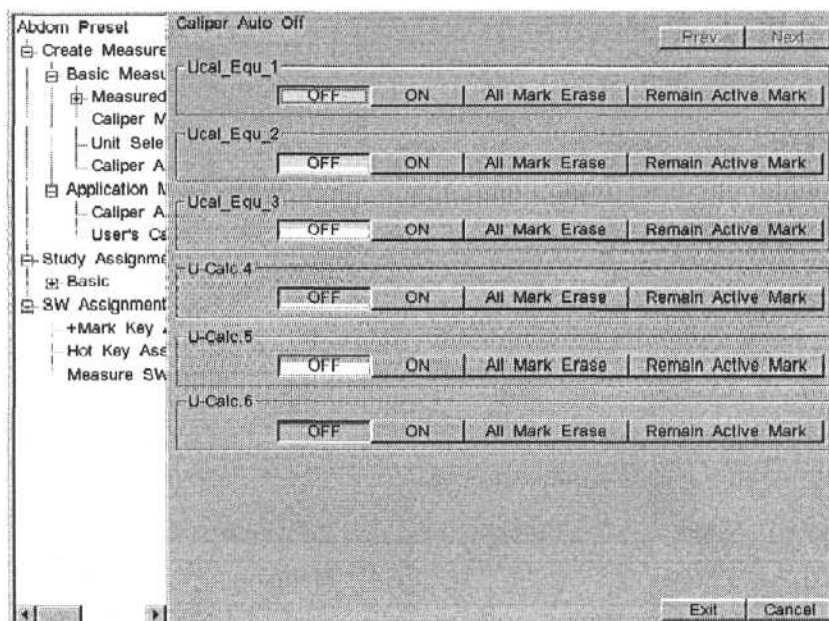 Abdom Preset
Create Measure
Basic Measu
Measured
Caliper M
Unit Sele
Caliper A
Application M
Caliper A
User's Ca
Study Assignme
Basic
SW Assignment
+Mark Key A
Hot Key Ass
Measure SW
Caliper Auto Off
Prev Next
Ucal_Equ_1
OFF ON All Mark Erase Remain Active Mark
Ucal_Equ_2
OFF ON All Mark Erase Remain Active Mark
Ucal_Equ_3
OFF ON All Mark Erase Remain Active Mark
U-Calc.4
OFF ON All Mark Erase Remain Active Mark
U-Calc.5
OFF ON All Mark Erase Remain Active Mark
U-Calc.6
OFF ON All Mark Erase Remain Active Mark
Exit Cancel